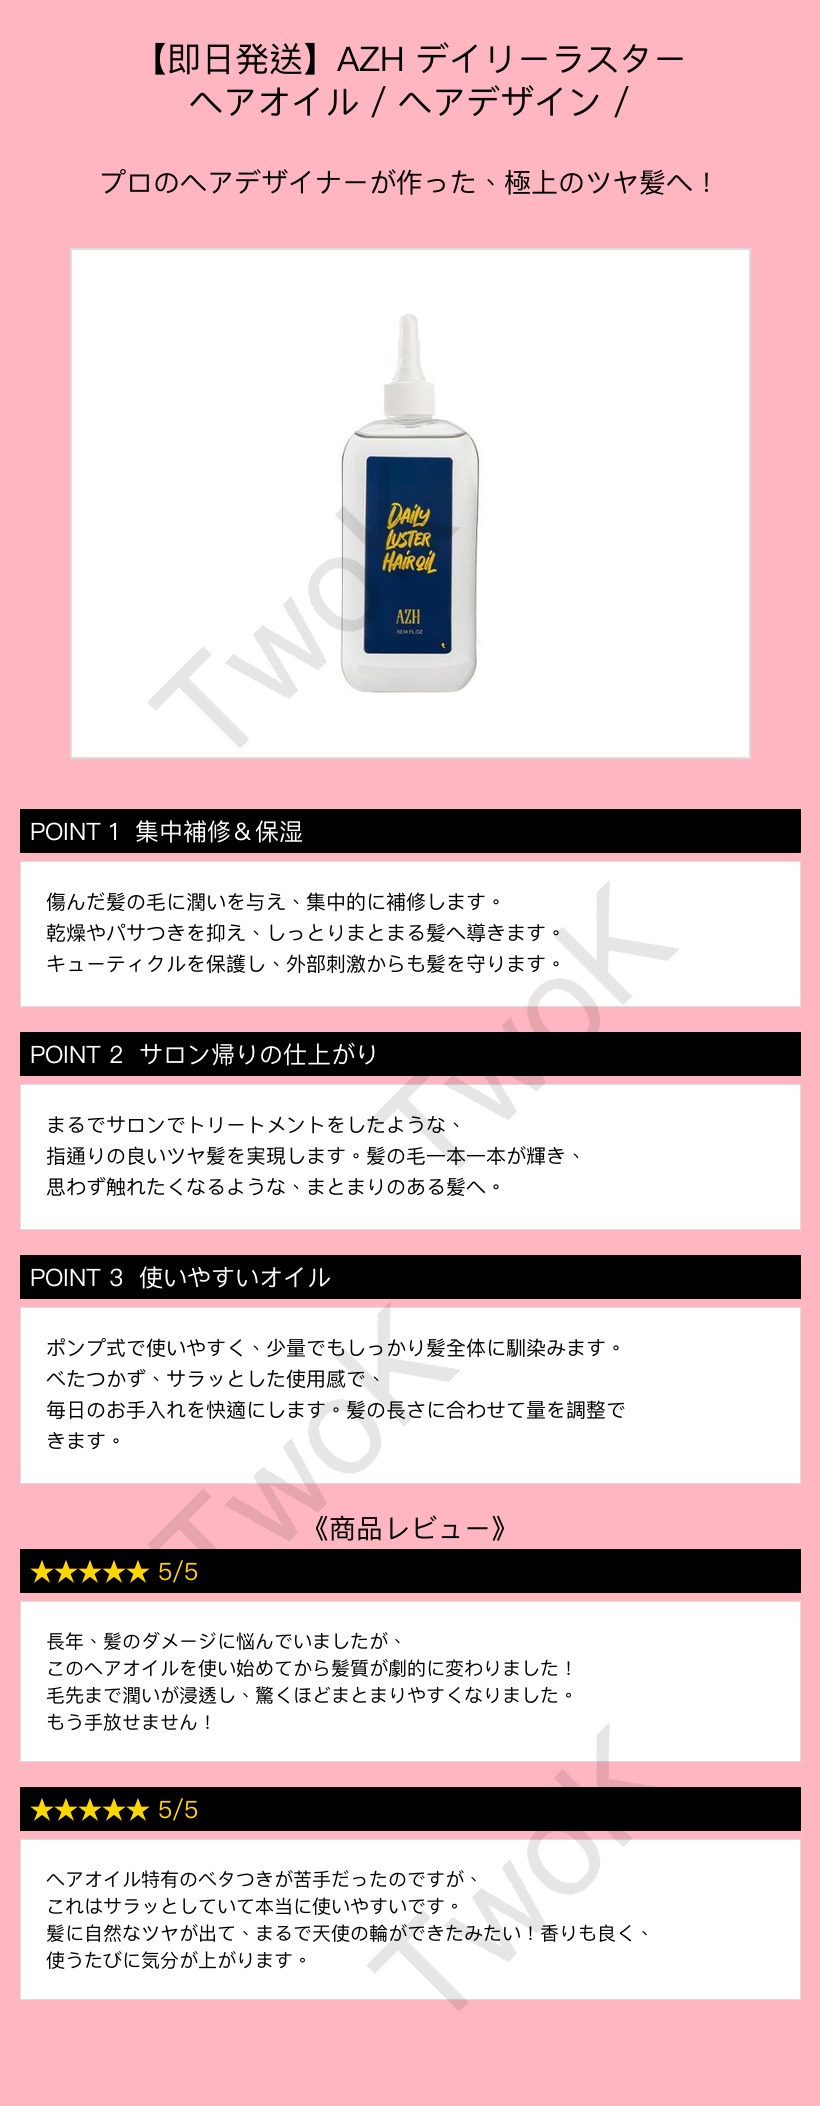 【即日発送】AZH デイリーラスター
ヘアオイル / ヘアデザイン /
プロのヘアデザイナーが作った、極上のツヤ髪へ！
DAILY
LUSTER
HAIR OIL
AZH
10.14 FL.OZ
TwoK
POINT 1 集中補修＆保湿
傷んだ髪の毛に潤いを与え、集中的に補修します。
乾燥やパサつきを抑え、しっとりまとまる髪へ導きます。
キューティクルを保護し、外部刺激からも髪を守ります。
TwoK
POINT 2 サロン帰りの仕上がり
まるでサロンでトリートメントをしたような、
指通りの良いツヤ髪を実現します。髪の毛一本一本が輝き、
思わず触れたくなるような、まとまりのある髪へ。
POINT 3 使いやすいオイル
ポンプ式で使いやすく、少量でもしっかり髪全体に馴染みます。
べたつかず、サラッとした使用感で、
毎日のお手入れを快適にします。髪の長さに合わせて量を調整で
きます。
TwoK
《商品レビュー》
★★★★★ 5/5
長年、髪のダメージに悩んでいましたが、
このヘアオイルを使い始めてから髪質が劇的に変わりました！
毛先まで潤いが浸透し、驚くほどまとまりやすくなりました。
もう手放せません！
★★★★★ 5/5
ヘアオイル特有のベタつきが苦手だったのですが、
これはサラッとしていて本当に使いやすいです。
髪に自然なツヤが出て、まるで天使の輪ができたみたい！香りも良く、
使うたびに気分が上がります。
TwoK